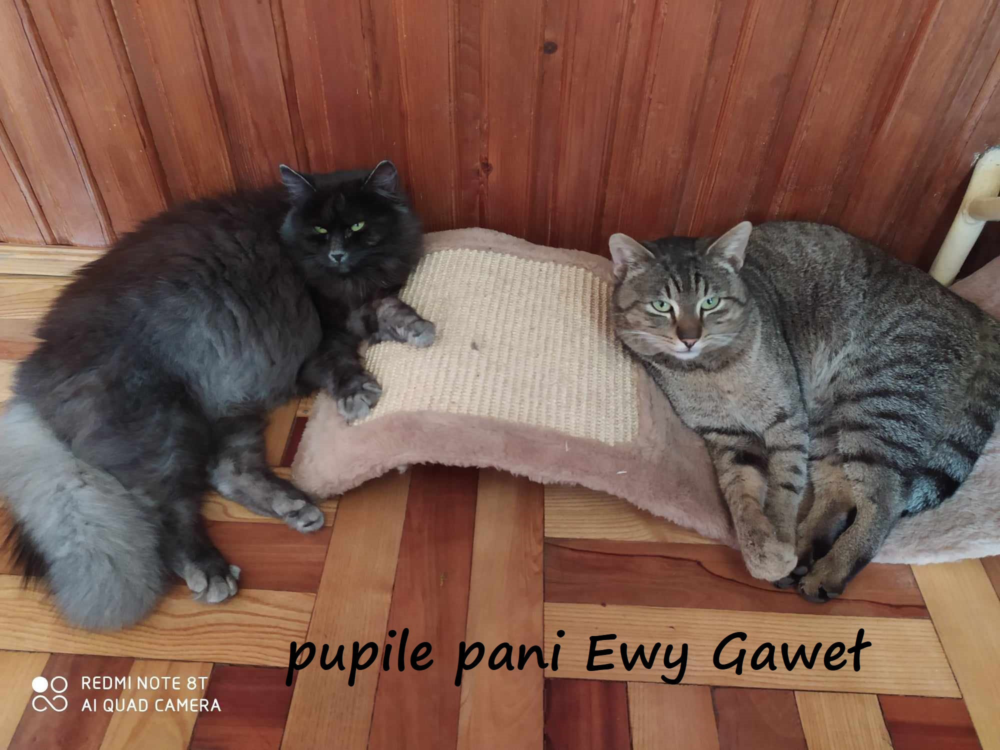 pupile pani Ewy Gaweł
REDMI NOTE 8T
AI QUAD CAMERA